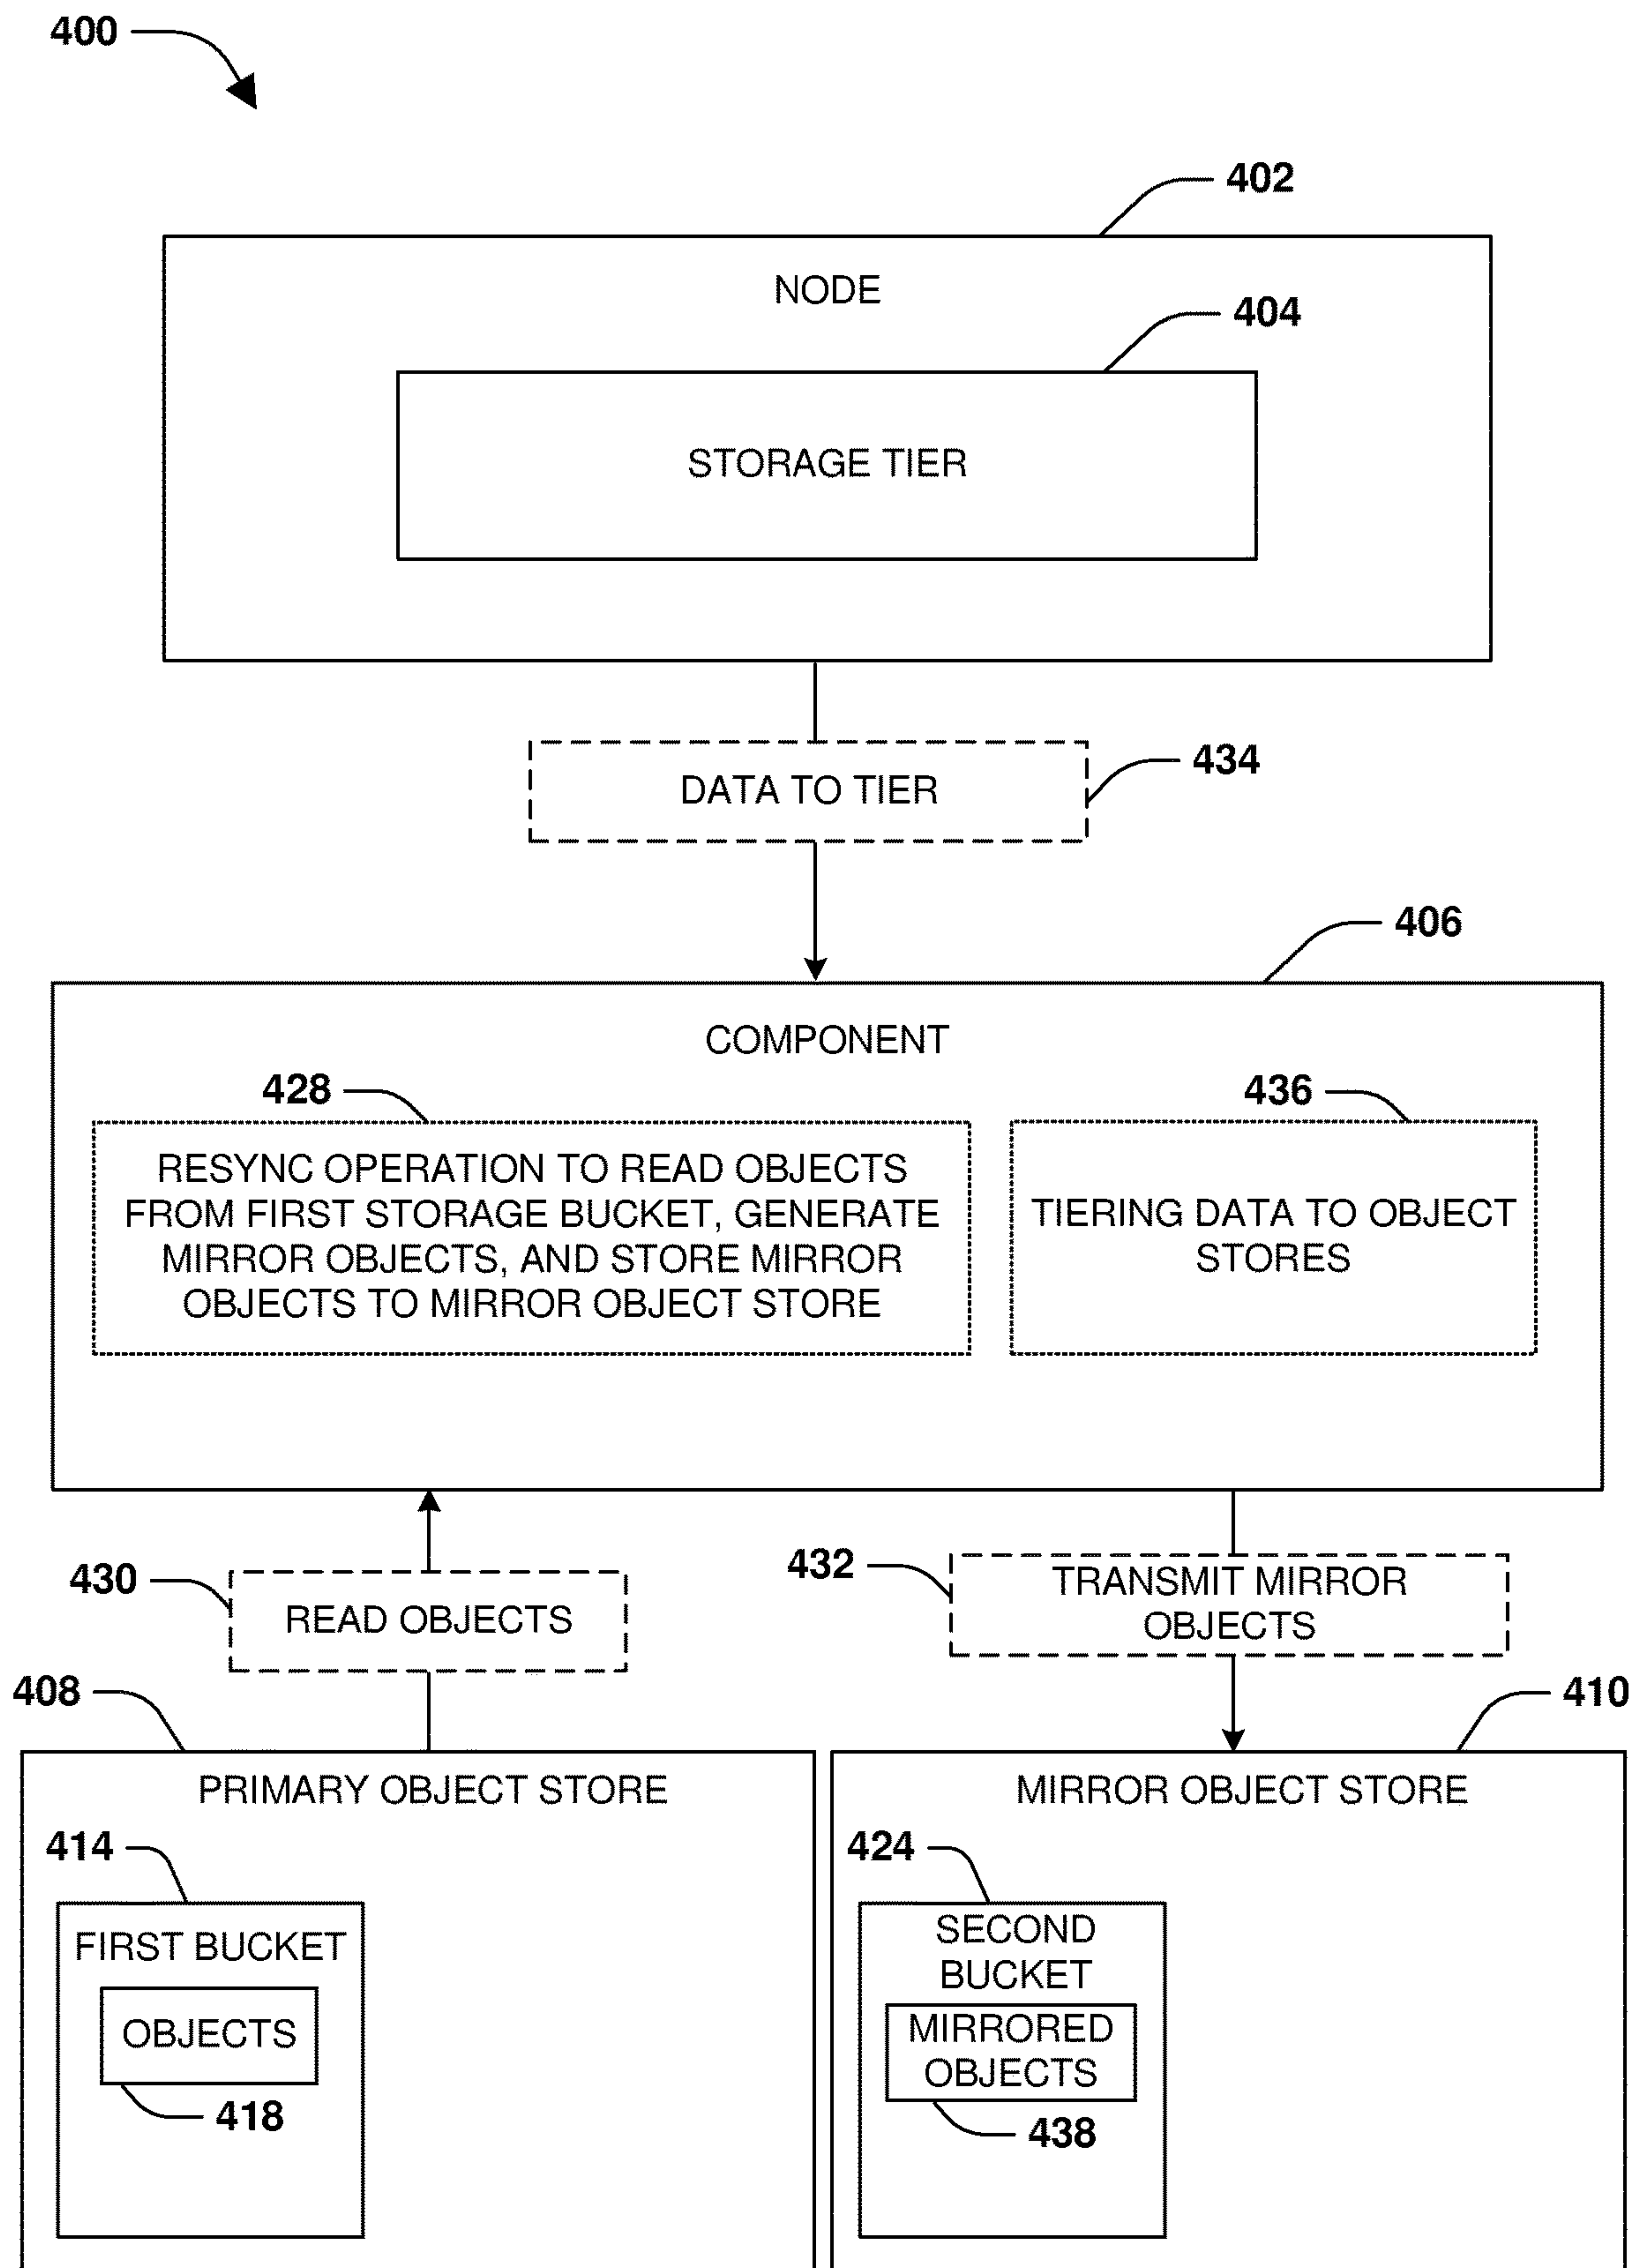 400
402
NODE
404
STORAGE TIER
DATA TO TIER
434
406
COMPONENT
428
436
RESYNC OPERATION TO READ OBJECTS
FROM FIRST STORAGE BUCKET, GENERATE
MIRROR OBJECTS, AND STORE MIRROR
OBJECTS TO MIRROR OBJECT STORE
TIERING DATA TO OBJECT
STORES
430
READ OBJECTS
432
TRANSMIT MIRROR
OBJECTS
408
410
PRIMARY OBJECT STORE
414
FIRST BUCKET
OBJECTS
418
MIRROR OBJECT STORE
424
SECOND
BUCKET
MIRRORED
OBJECTS
438